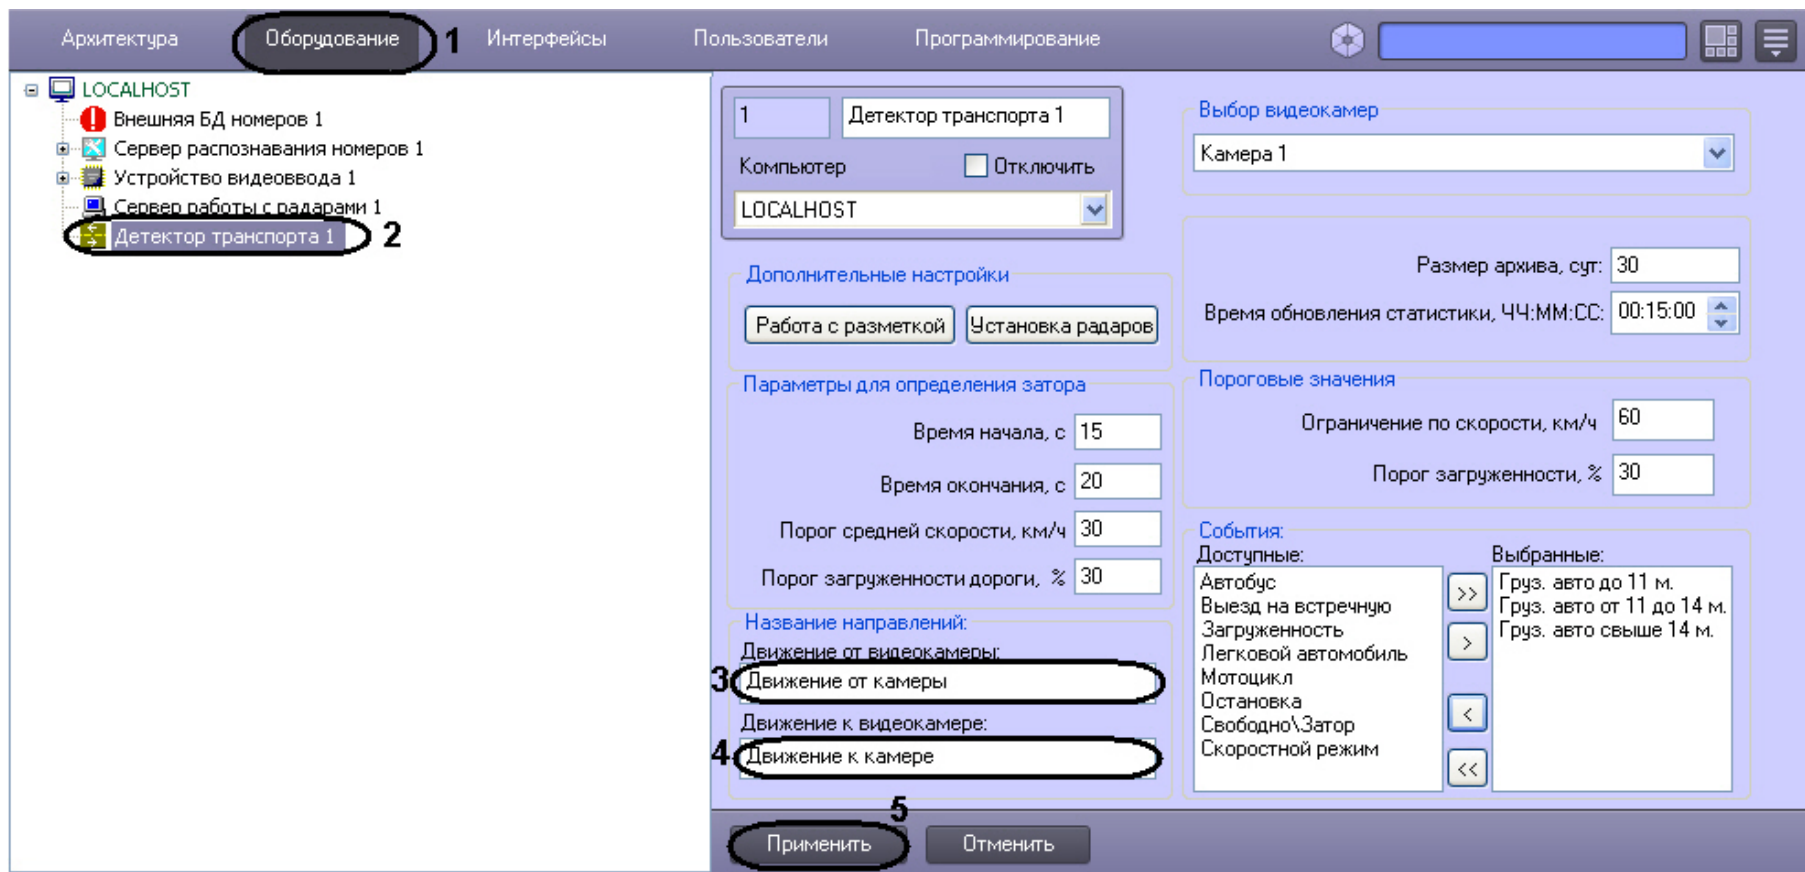 Архитектура Оборудование 1 Интерфейсы Пользователи Программирование
LOCALHOST
Внешняя БД номеров 1
Сервер распознавания номеров 1
Устройство видеоввода 1
Сервер работы с радарами 1
Детектор транспорта 1 2
1 Детектор транспорта 1
Компьютер Отключить
LOCALHOST
Дополнительные настройки
Работа с разметкой Установка радаров
Параметры для определения затора
Время начала, с 15
Время окончания, с 20
Порог средней скорости, км/ч 30
Порог загруженности дороги, % 30
Название направлений:
Движение от видеокамеры:
3 Движение от камеры
Движение к видеокамере:
4 Движение к камере
Выбор видеокамер
Камера 1
Размер архива, сут: 30
Время обновления статистики, ЧЧ:ММ:СС: 00:15:00
Пороговые значения
Ограничение по скорости, км/ч 60
Порог загруженности, % 30
События:
Доступные: Выбранные:
Автобус
Выезд на встречную
Загруженность
Легковой автомобиль
Мотоцикл
Остановка
Свободно\Затор
Скоростной режим
>>
>
<
<<
Груз. авто до 11 м.
Груз. авто от 11 до 14 м.
Груз. авто свыше 14 м.
5
Применить Отменить